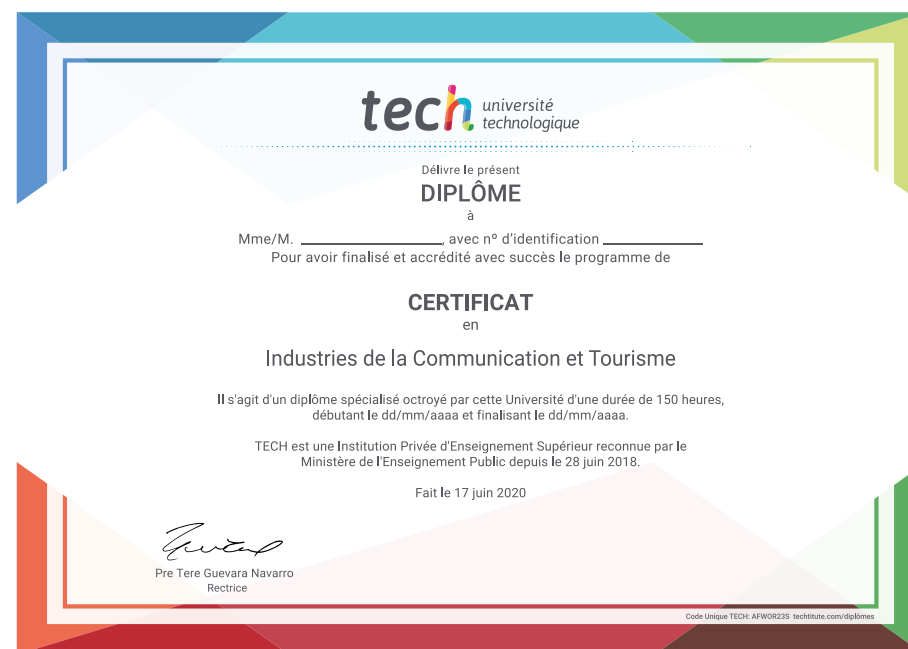 tech université
technologique
Délivre le présent
DIPLÔME
à
Mme/M. ____________________, avec nº d'identification ______________
Pour avoir finalisé et accrédité avec succès le programme de
CERTIFICAT
en
Industries de la Communication et Tourisme
Il s'agit d'un diplôme spécialisé octroyé par cette Université d'une durée de 150 heures,
débutant le dd/mm/aaaa et finalisant le dd/mm/aaaa.
TECH est une Institution Privée d'Enseignement Supérieur reconnue par le
Ministère de l'Enseignement Public depuis le 28 juin 2018.
Fait le 17 juin 2020
Pre Tere Guevara Navarro
Rectrice
Code Unique TECH: AFWOR23S techtitute.com/diplômes